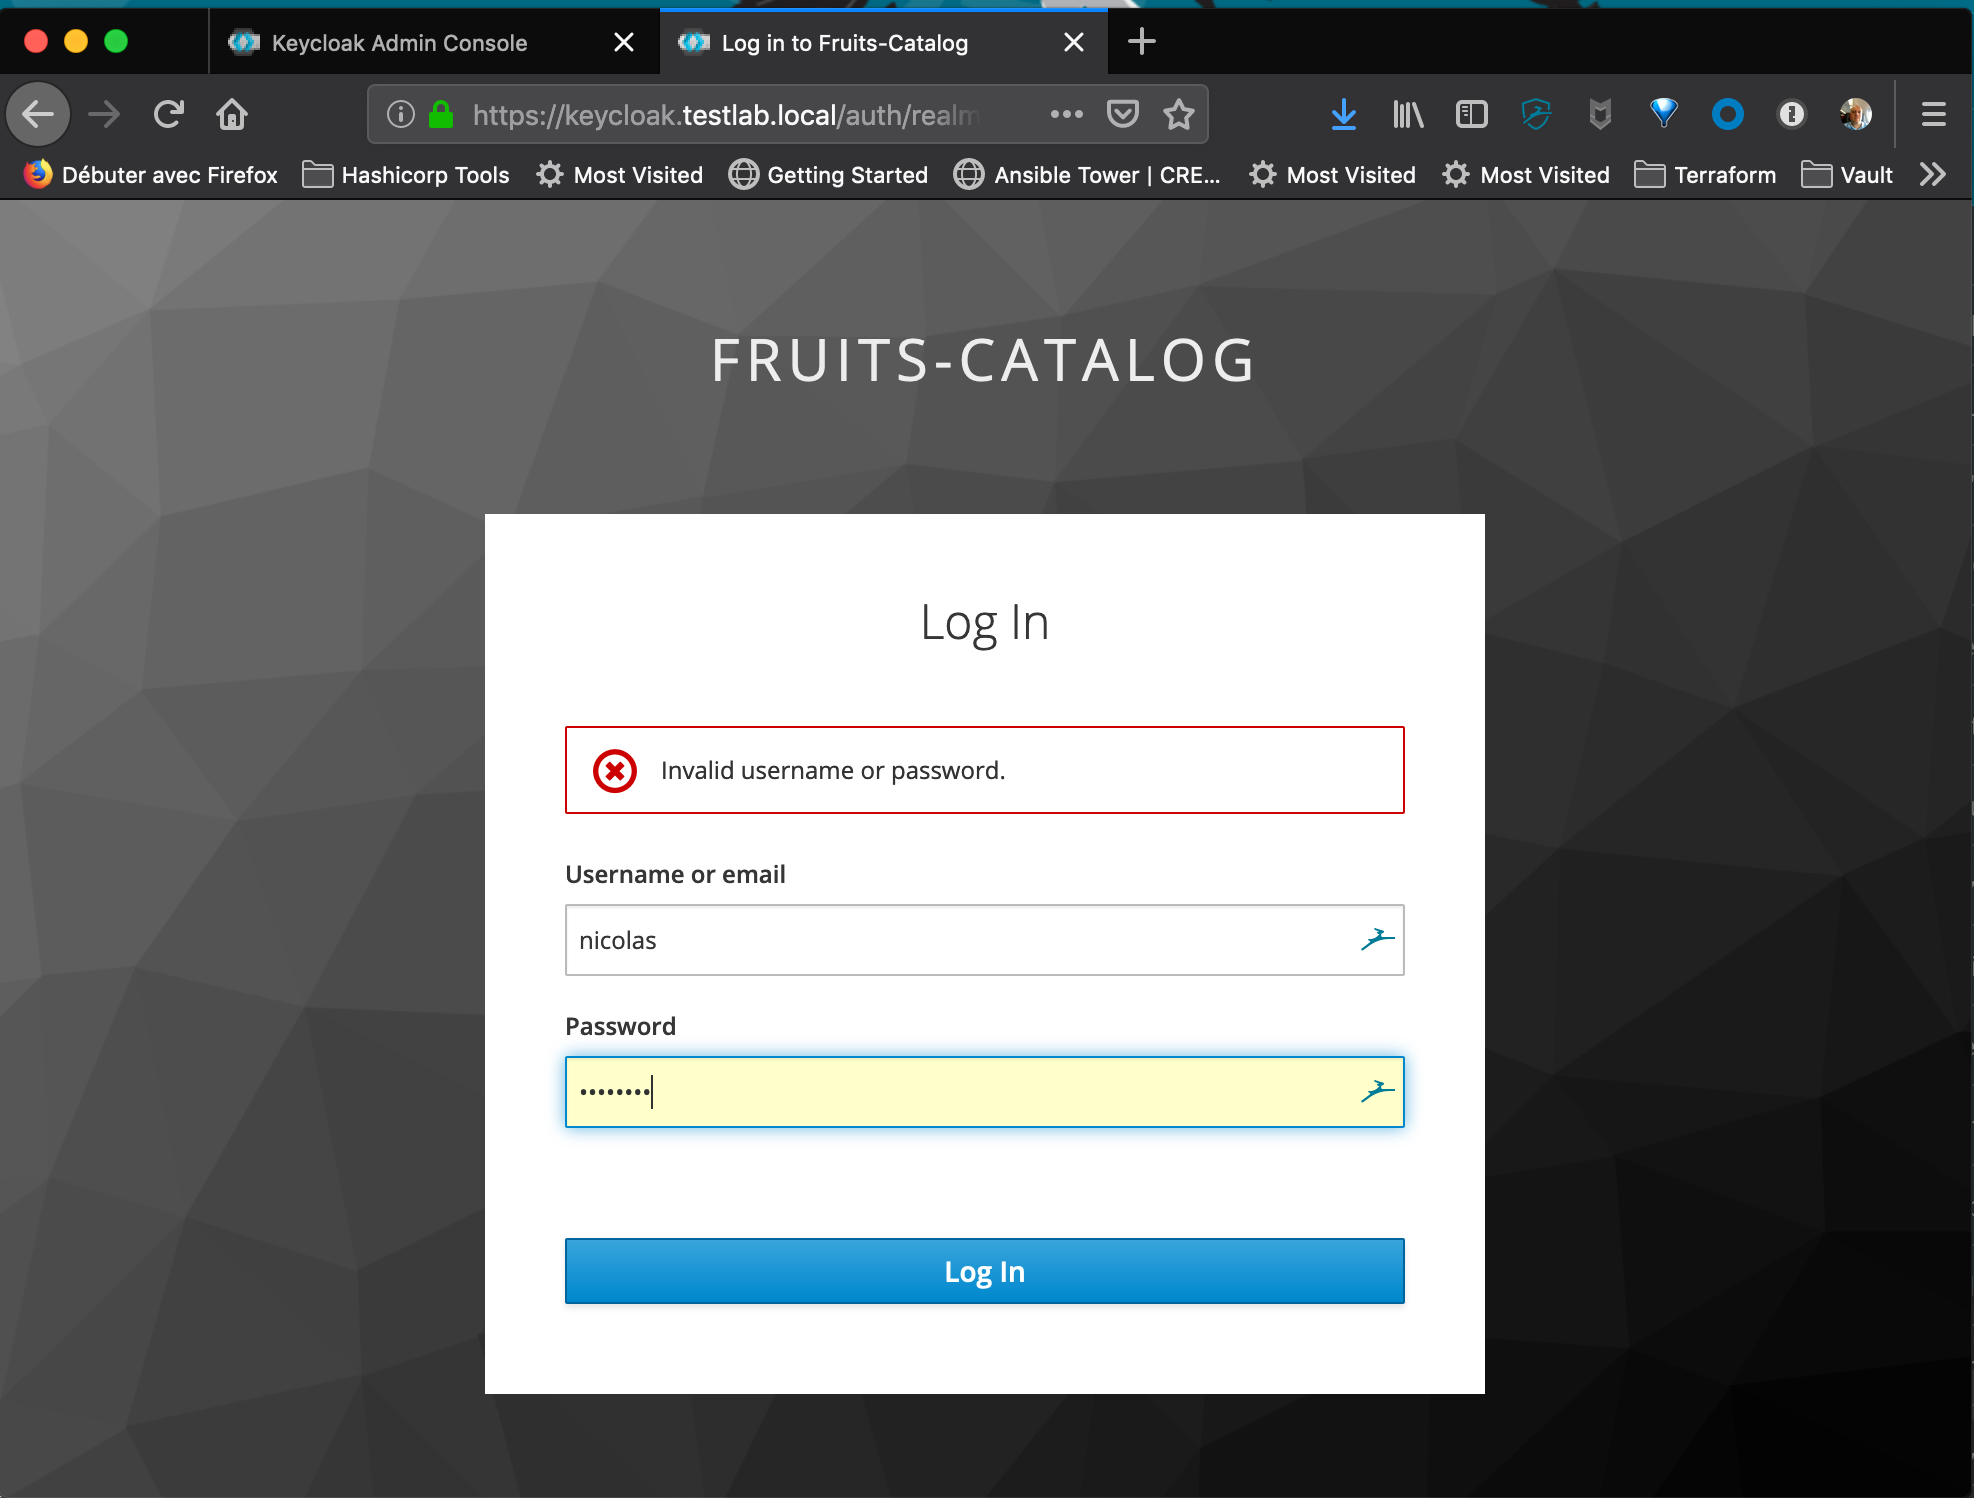 Keycloak Admin Console
Log in to Fruits-Catalog
https://keycloak.testlab.local/auth/realm
Débuter avec Firefox Hashicorp Tools Most Visited Getting Started Ansible Tower | CRE... Most Visited Most Visited Terraform Vault
FRUITS-CATALOG
Log In
Invalid username or password.
Username or email
nicolas
Password
••••••••
Log In